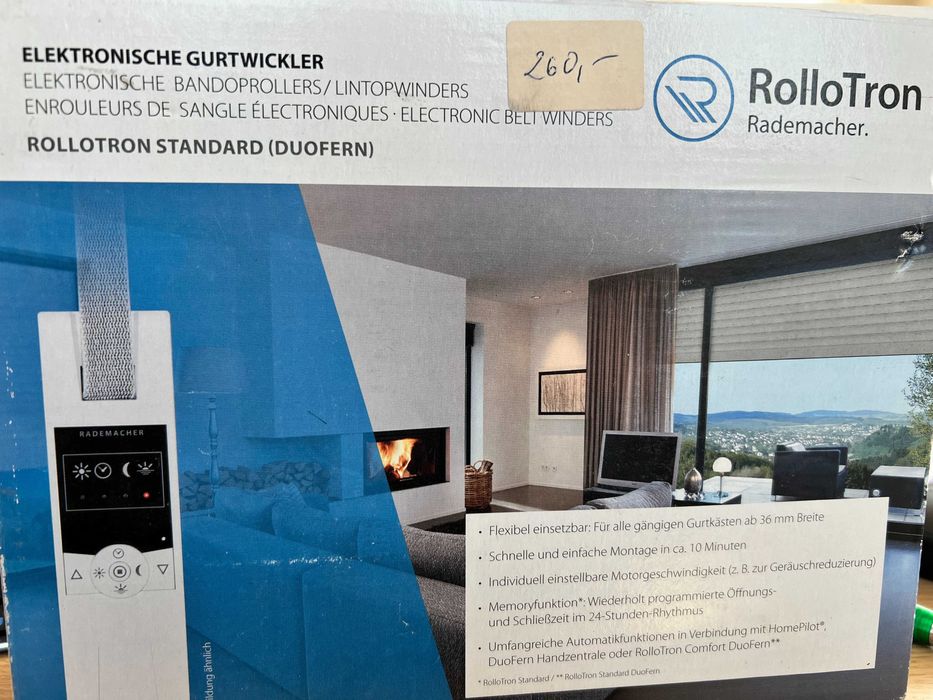 ELEKTRONISCHE GURTWICKLER
ELEKTRONISCHE BANDOPROLLERS/ LINTOPWINDERS
ENROULEURS DE SANGLE ÉLECTRONIQUES · ELECTRONIC BELT WINDERS
ROLLOTRON STANDARD (DUOFERN)
260,-
RolloTron
Rademacher.
RADEMACHER
• Flexibel einsetzbar: Für alle gängigen Gurtkästen ab 36 mm Breite
• Schnelle und einfache Montage in ca. 10 Minuten
• Individuell einstellbare Motorgeschwindigkeit (z. B. zur Geräuschreduzierung)
• Memoryfunktion*: Wiederholt programmierte Öffnungs-
und Schließzeit im 24-Stunden-Rhythmus
• Umfangreiche Automatikfunktionen in Verbindung mit HomePilot®,
DuoFern Handzentrale oder RolloTron Comfort DuoFern**
* RolloTron Standard / ** RolloTron Standard DuoFern
ldung ähnlich